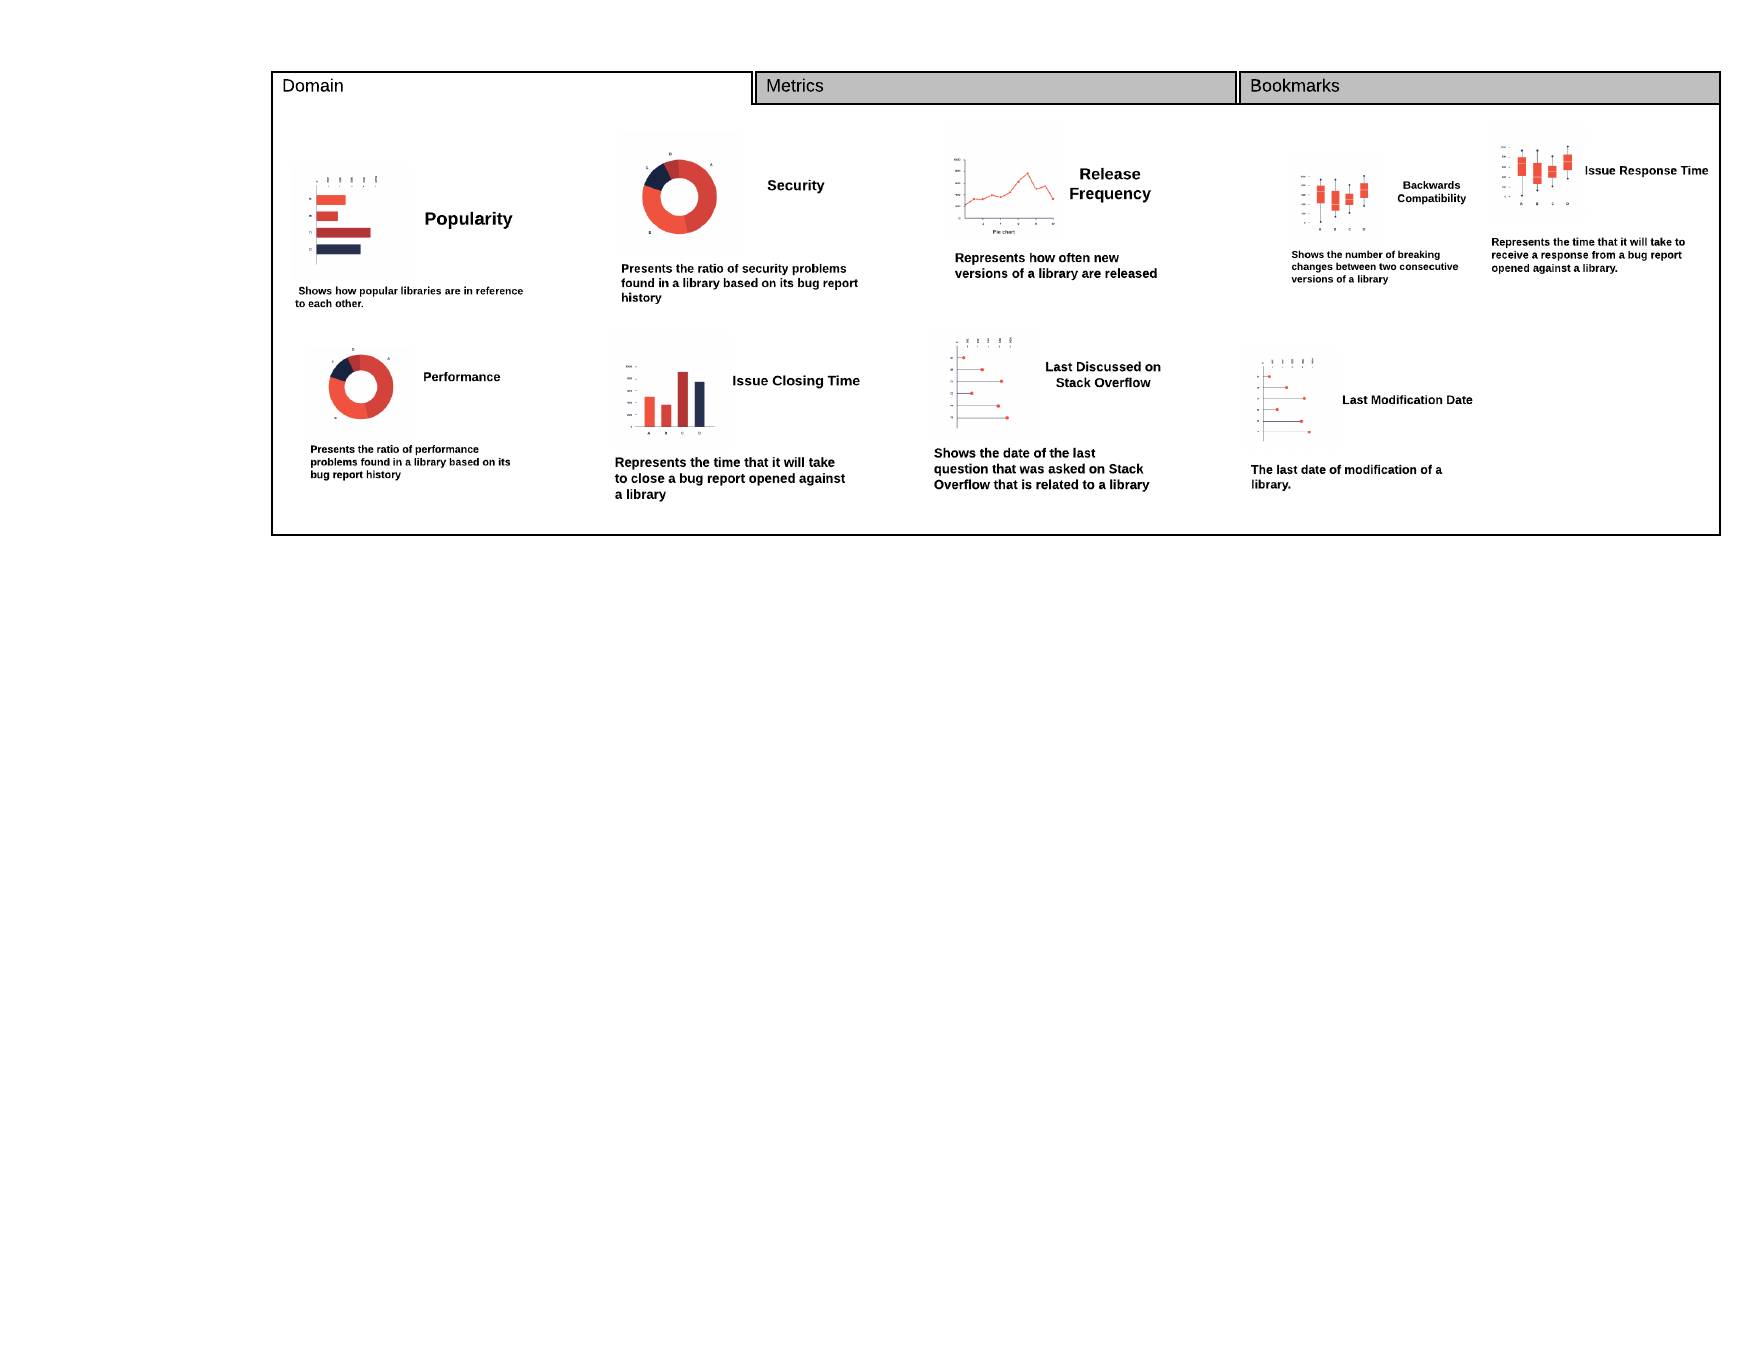 Domain
Metrics
Bookmarks
Popularity
Shows how popular libraries are in reference
to each other.
Security
Presents the ratio of security problems
found in a library based on its bug report
history
Release
Frequency
Pie chart
Represents how often new
versions of a library are released
Backwards
Compatibility
Shows the number of breaking
changes between two consecutive
versions of a library
Issue Response Time
Represents the time that it will take to
receive a response from a bug report
opened against a library.
Performance
Presents the ratio of performance
problems found in a library based on its
bug report history
Issue Closing Time
A B C D
Represents the time that it will take
to close a bug report opened against
a library
Last Discussed on
Stack Overflow
Shows the date of the last
question that was asked on Stack
Overflow that is related to a library
Last Modification Date
The last date of modification of a
library.